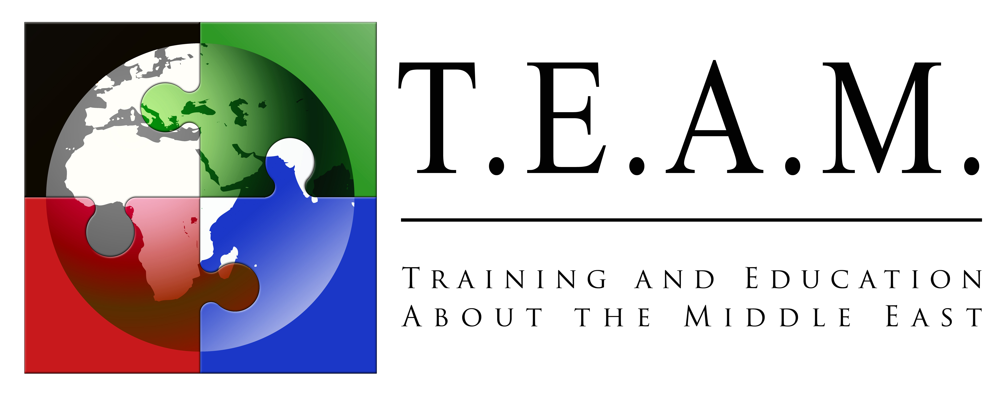 T.E.A.M.
Training and Education
About the Middle East